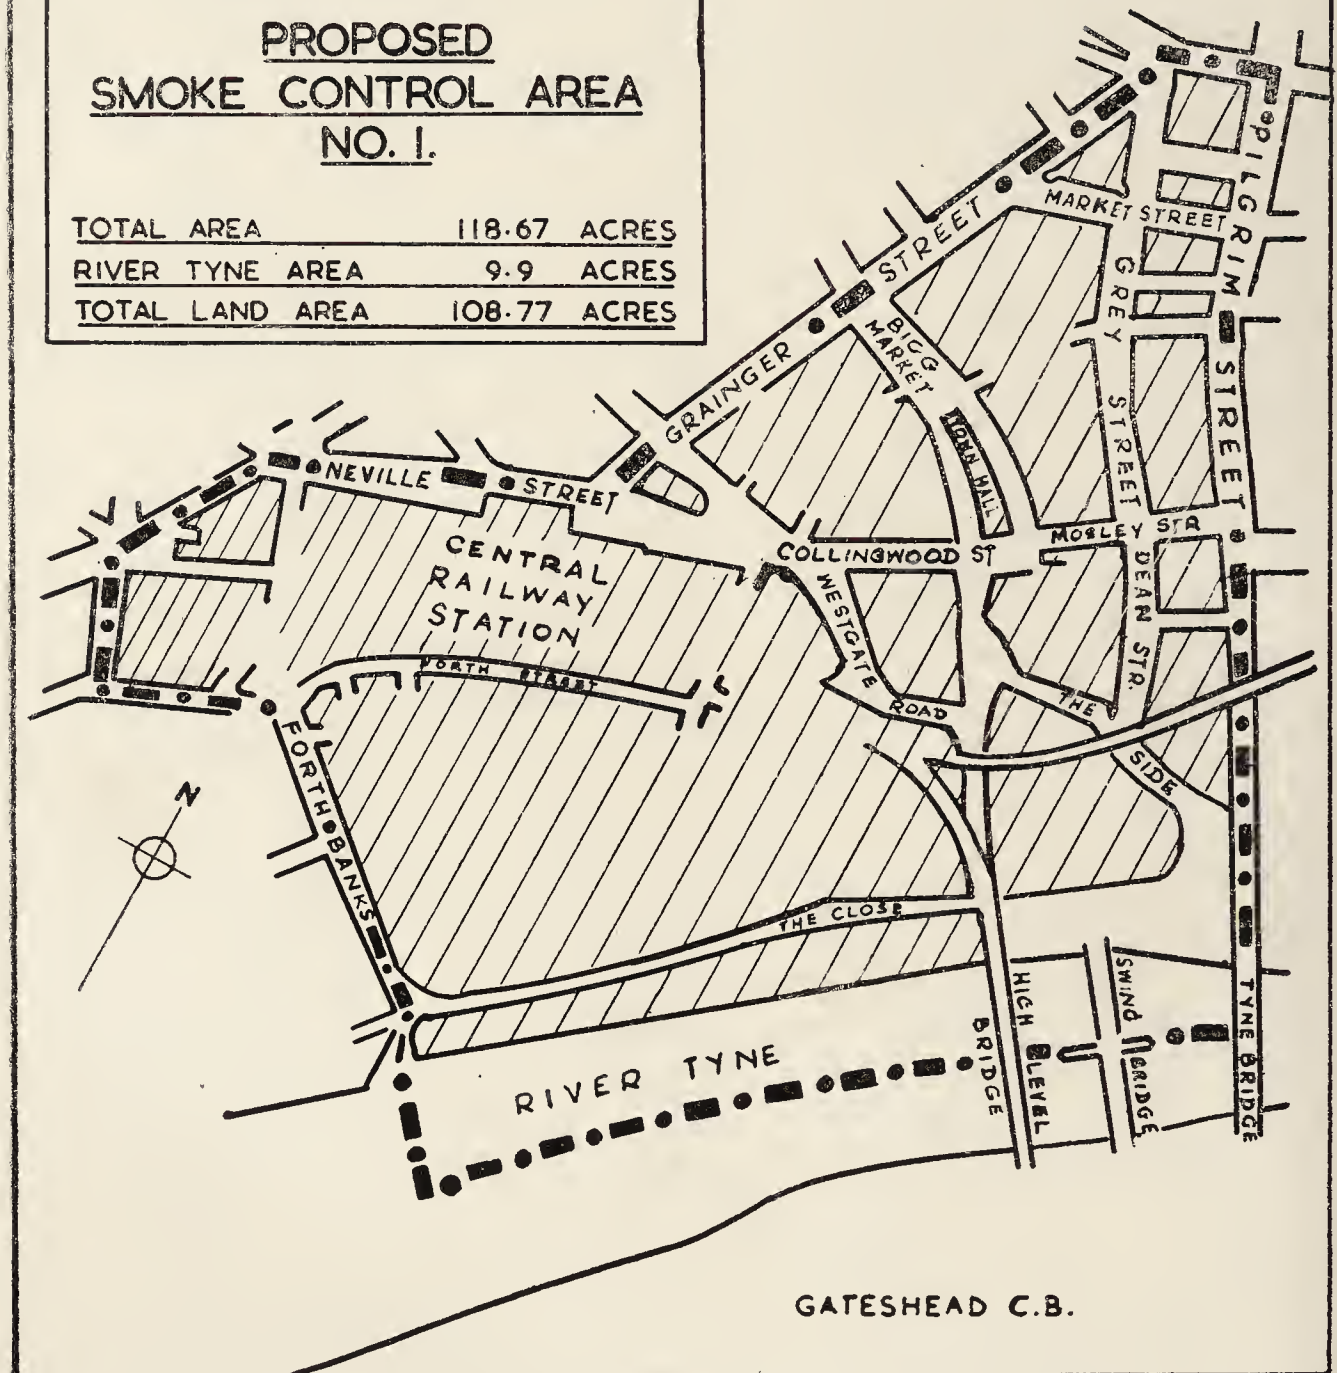 PROPOSED
SMOKE CONTROL AREA
NO. 1.
TOTAL AREA 118·67 ACRES
RIVER TYNE AREA 9·9 ACRES
TOTAL LAND AREA 108·77 ACRES
PILGRIM STREET
MARKET STREET
GREY STREET
GRAINGER STREET
BIGG
MARKET
TOWN HALL
NEVILLE STREET
MOSLEY STR
COLLINGWOOD ST
CENTRAL
RAILWAY
STATION
WESTGATE ROAD
DEAN STR.
FORTH STREET
THE SIDE
FORTH BANKS
N
THE CLOSE
HIGH LEVEL
BRIDGE
SWING
BRIDGE
TYNE BRIDGE
RIVER TYNE
GATESHEAD C.B.